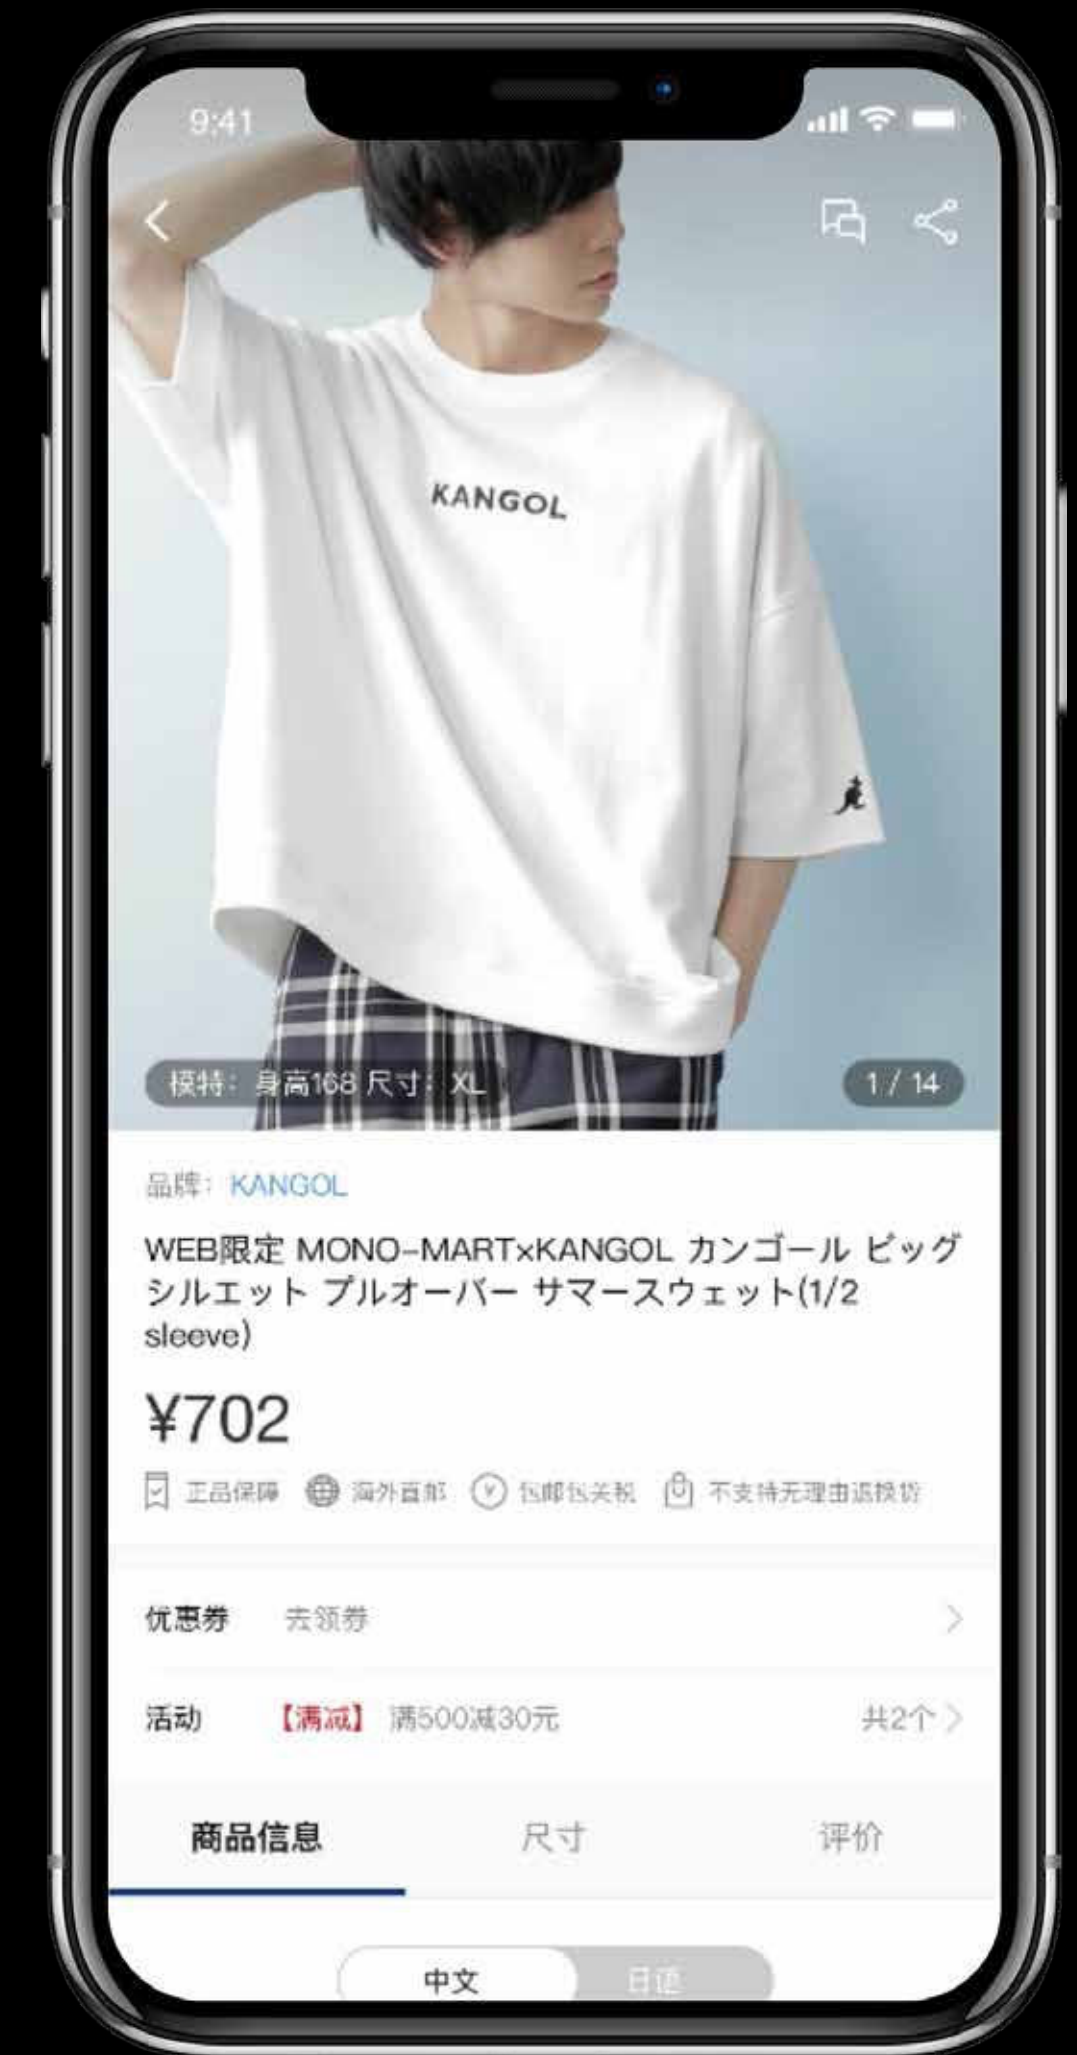 9:41
KANGOL
模特：身高168 尺寸：XL
1 / 14
品牌：KANGOL
WEB限定 MONO-MART×KANGOL カンゴール ビッグ
シルエット プルオーバー サマースウェット(1/2
sleeve)
¥702
正品保障 海外直邮 包邮包关税 不支持无理由退换货
优惠券 去领券
活动 【满减】 满500减30元 共2个
商品信息 尺寸 评价
中文 日语